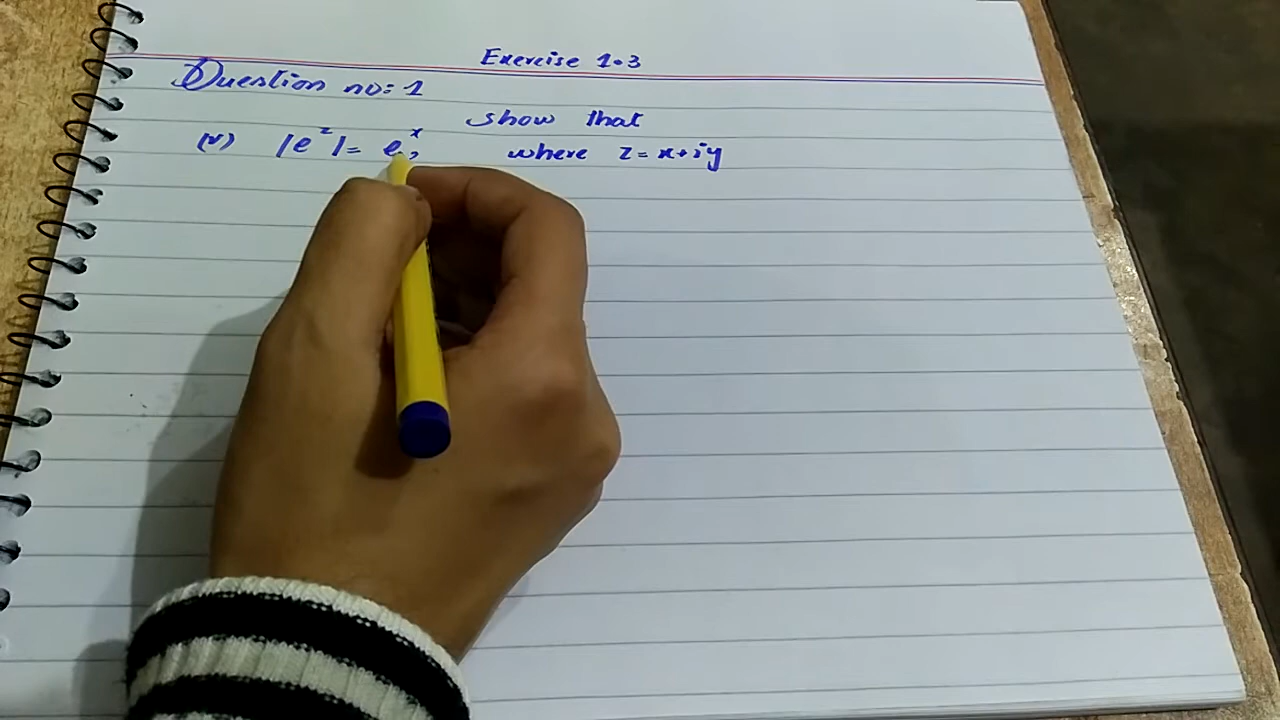 Exercise 1.3
Question no: 1
show that
(v) |e^z| = e^x, where z = x+iy